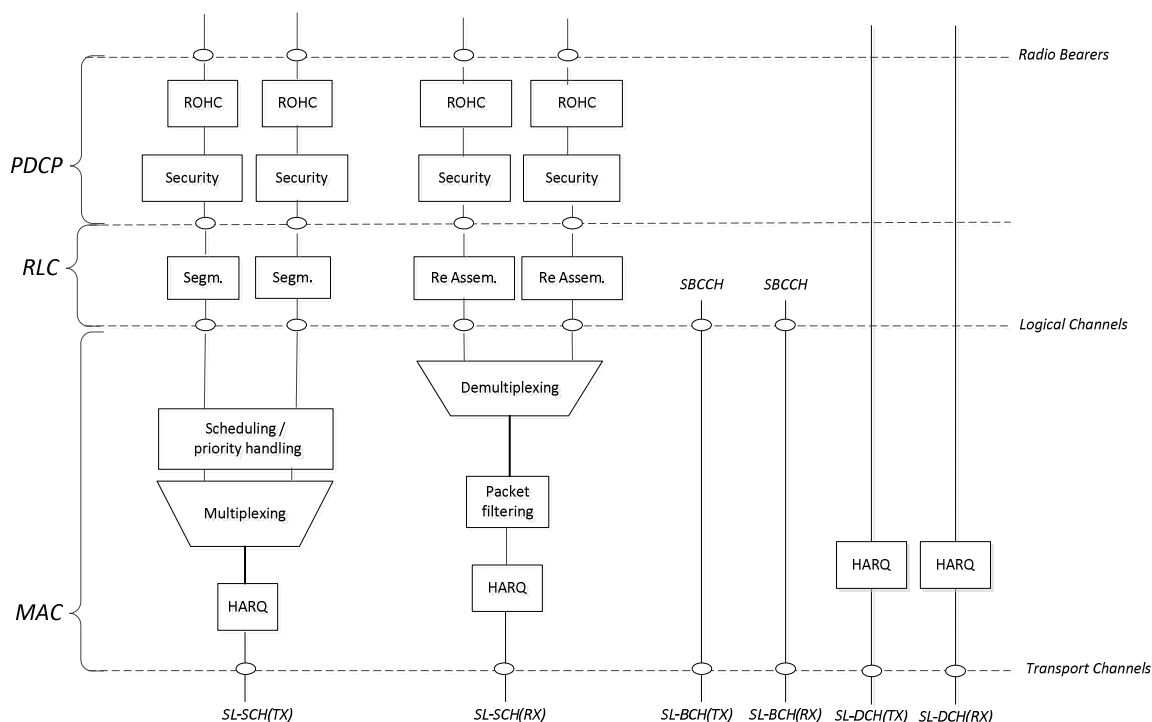 Radio Bearers
ROHC ROHC ROHC ROHC
PDCP
Security Security Security Security
RLC
Segm. Segm. Re Assem. Re Assem.
SBCCH SBCCH
Logical Channels
Demultiplexing
Scheduling /
priority handling
Packet
filtering
Multiplexing
HARQ HARQ
HARQ
HARQ
MAC
Transport Channels
SL-SCH(TX) SL-SCH(RX) SL-BCH(TX) SL-BCH(RX) SL-DCH(TX) SL-DCH(RX)